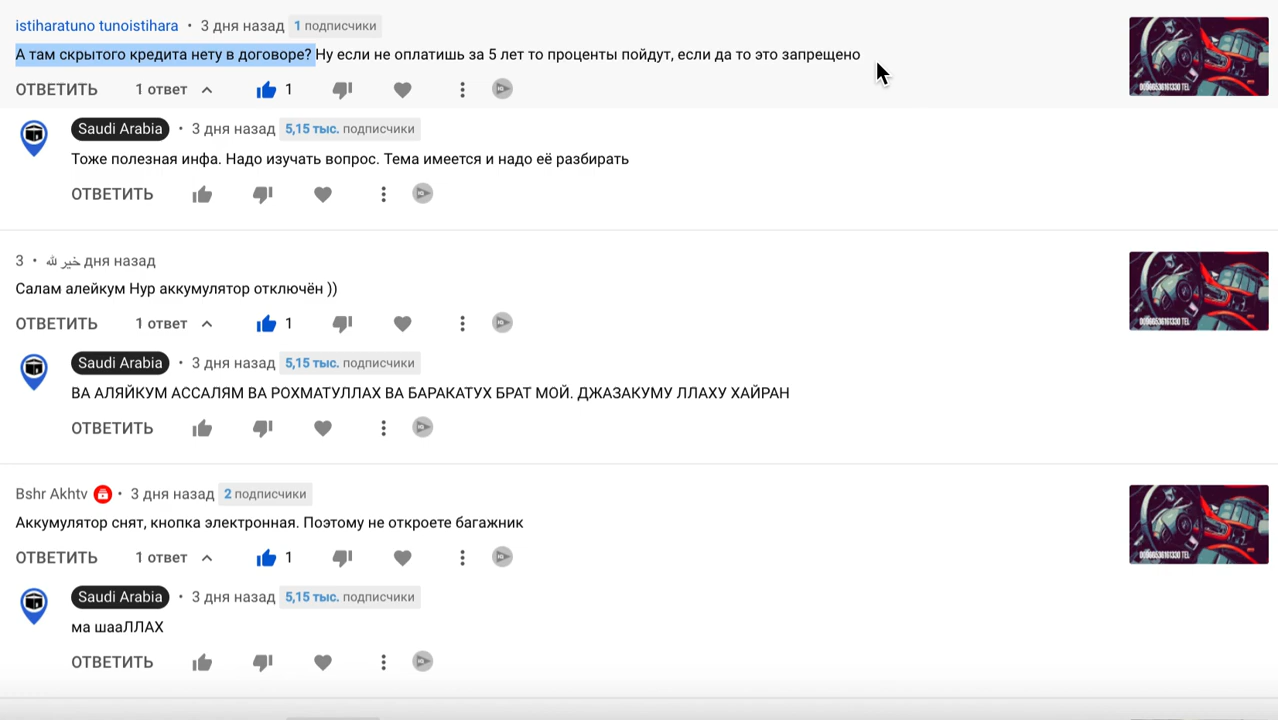 istiharatuno tunoistihara • 3 дня назад 1 подписчики
А там скрытого кредита нету в договоре? Ну если не оплатишь за 5 лет то проценты пойдут, если да то это запрещено
ОТВЕТИТЬ 1 ответ 1
Saudi Arabia • 3 дня назад 5,15 тыс. подписчики
Тоже полезная инфа. Надо изучать вопрос. Тема имеется и надо её разбирать
ОТВЕТИТЬ
3 • خير لله дня назад
Салам алейкум Нур аккумулятор отключён ))
ОТВЕТИТЬ 1 ответ 1
Saudi Arabia • 3 дня назад 5,15 тыс. подписчики
ВА АЛЯЙКУМ АССАЛЯМ ВА РОХМАТУЛЛАХ ВА БАРАКАТУХ БРАТ МОЙ. ДЖАЗАКУМУ ЛЛАХУ ХАЙРАН
ОТВЕТИТЬ
Bshr Akhtv • 3 дня назад 2 подписчики
Аккумулятор снят, кнопка электронная. Поэтому не откроете багажник
ОТВЕТИТЬ 1 ответ 1
Saudi Arabia • 3 дня назад 5,15 тыс. подписчики
ма шааЛЛАХ
ОТВЕТИТЬ